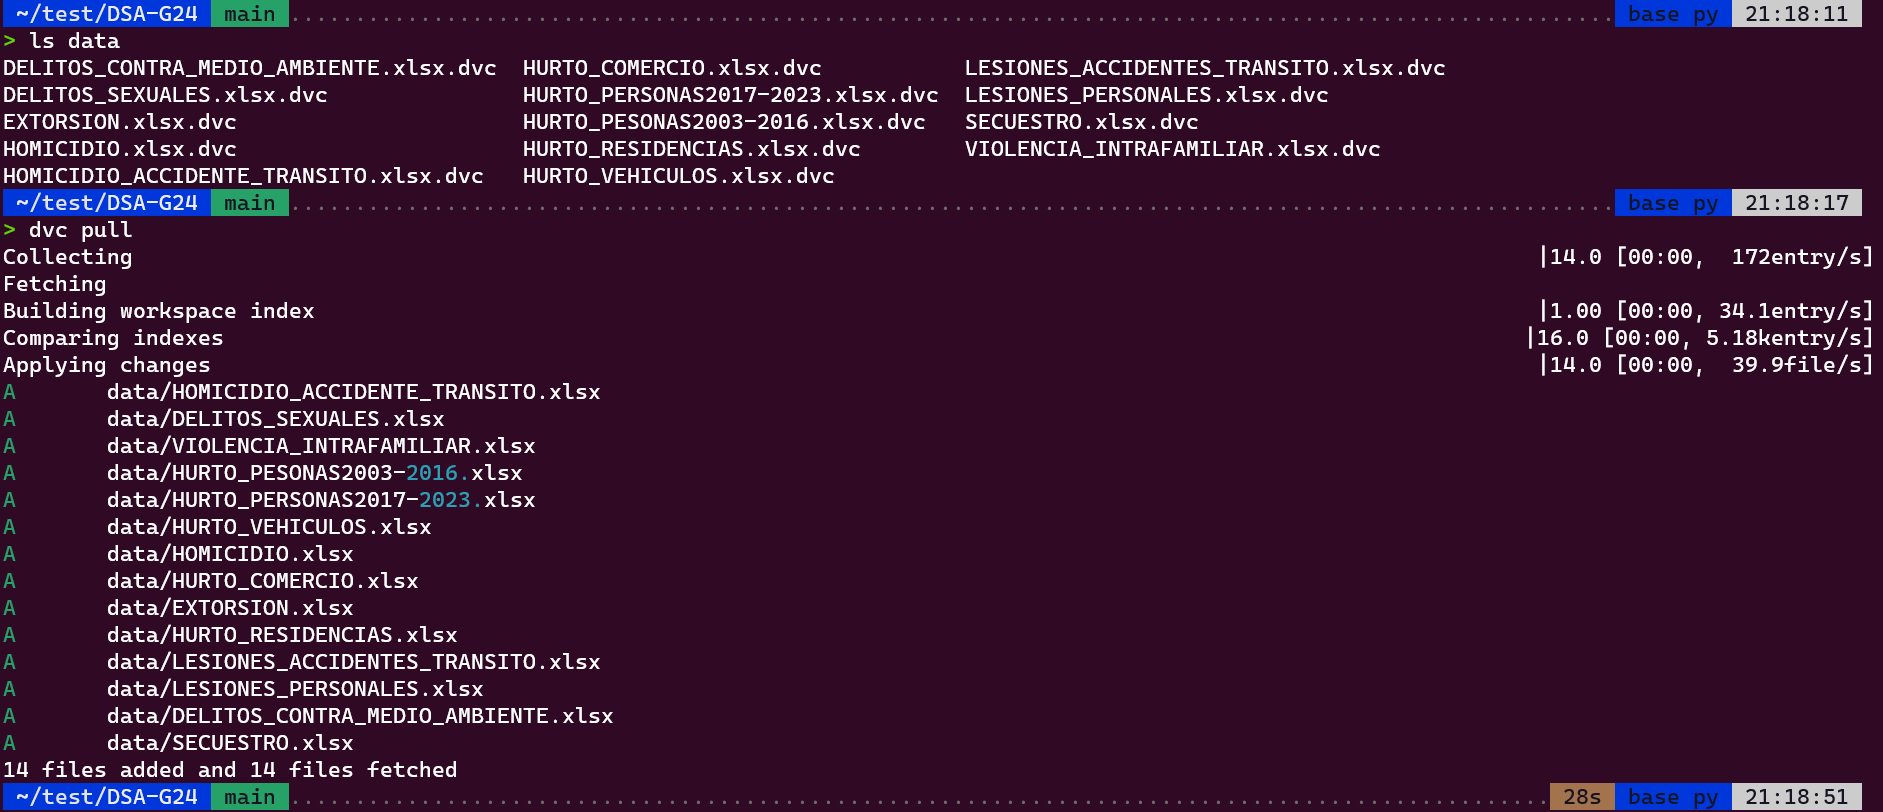 ~/test/DSA-G24 main base py 21:18:11
> ls data
DELITOS_CONTRA_MEDIO_AMBIENTE.xlsx.dvc HURTO_COMERCIO.xlsx.dvc LESIONES_ACCIDENTES_TRANSITO.xlsx.dvc
DELITOS_SEXUALES.xlsx.dvc HURTO_PERSONAS2017-2023.xlsx.dvc LESIONES_PERSONALES.xlsx.dvc
EXTORSION.xlsx.dvc HURTO_PESONAS2003-2016.xlsx.dvc SECUESTRO.xlsx.dvc
HOMICIDIO.xlsx.dvc HURTO_RESIDENCIAS.xlsx.dvc VIOLENCIA_INTRAFAMILIAR.xlsx.dvc
HOMICIDIO_ACCIDENTE_TRANSITO.xlsx.dvc HURTO_VEHICULOS.xlsx.dvc
~/test/DSA-G24 main base py 21:18:17
> dvc pull
Collecting |14.0 [00:00, 172entry/s]
Fetching
Building workspace index |1.00 [00:00, 34.1entry/s]
Comparing indexes |16.0 [00:00, 5.18kentry/s]
Applying changes |14.0 [00:00, 39.9file/s]
A data/HOMICIDIO_ACCIDENTE_TRANSITO.xlsx
A data/DELITOS_SEXUALES.xlsx
A data/VIOLENCIA_INTRAFAMILIAR.xlsx
A data/HURTO_PESONAS2003-2016.xlsx
A data/HURTO_PERSONAS2017-2023.xlsx
A data/HURTO_VEHICULOS.xlsx
A data/HOMICIDIO.xlsx
A data/HURTO_COMERCIO.xlsx
A data/EXTORSION.xlsx
A data/HURTO_RESIDENCIAS.xlsx
A data/LESIONES_ACCIDENTES_TRANSITO.xlsx
A data/LESIONES_PERSONALES.xlsx
A data/DELITOS_CONTRA_MEDIO_AMBIENTE.xlsx
A data/SECUESTRO.xlsx
14 files added and 14 files fetched
~/test/DSA-G24 main 28s base py 21:18:51